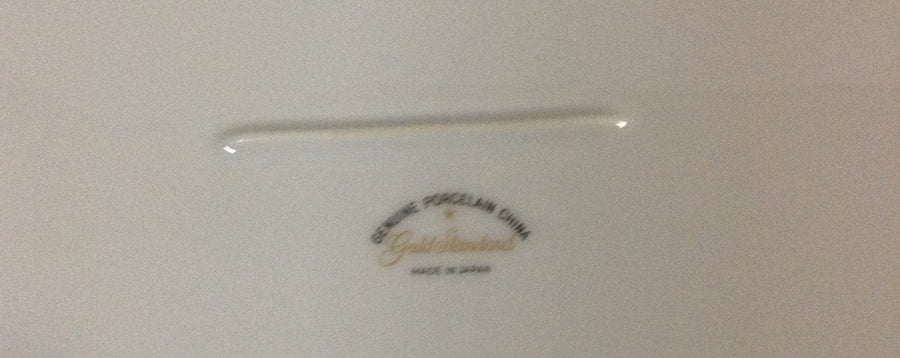 GENUINE PORCELAIN CHINA
Gold Standard
MADE IN JAPAN